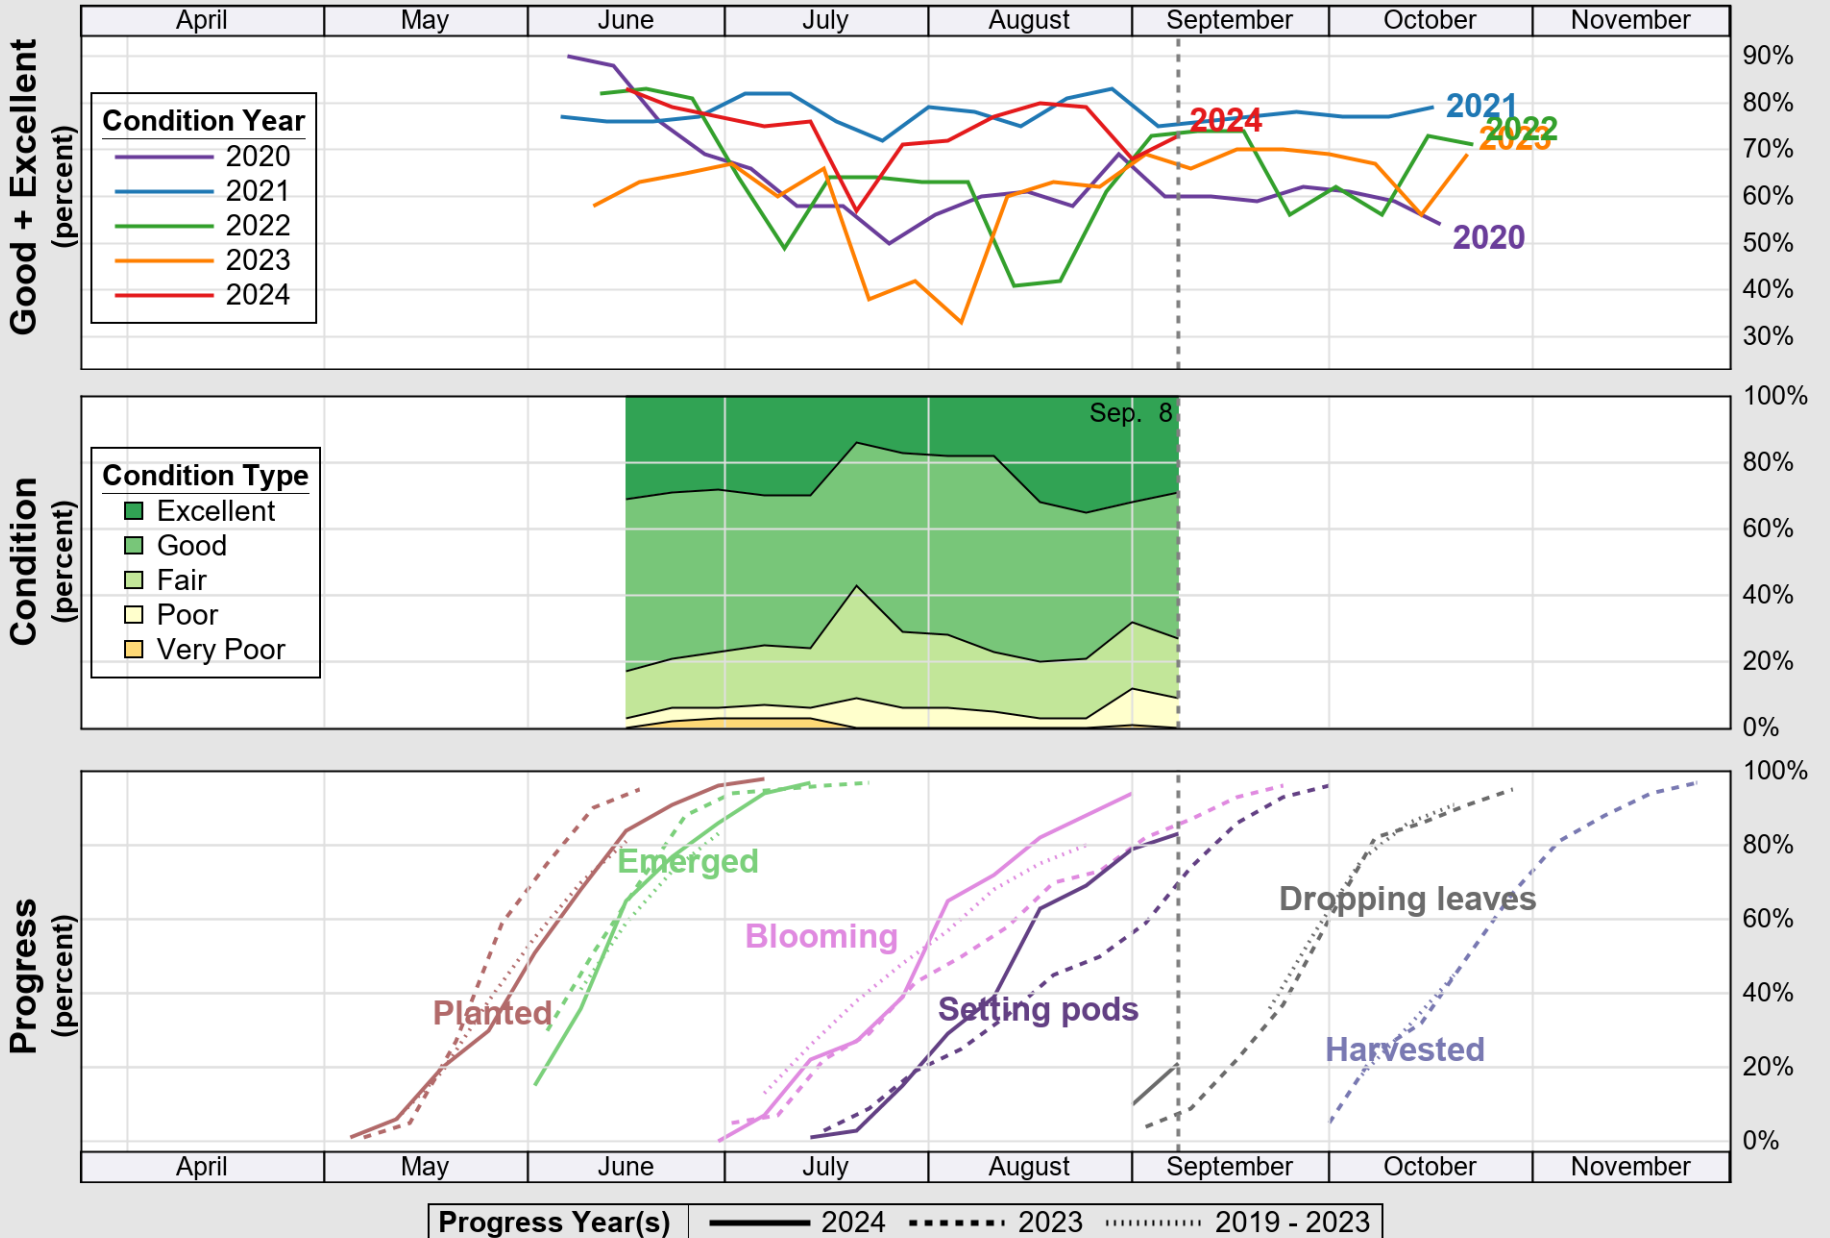 April May June July August September October November
Good + Excellent
(percent)
90%
80%
70%
60%
50%
40%
30%
Condition Year
2020
2021
2022
2023
2024
2024
2021
2022
2023
2020
Condition
(percent)
100%
80%
60%
40%
20%
0%
Sep. 8
Condition Type
Excellent
Good
Fair
Poor
Very Poor
Progress
(percent)
100%
80%
60%
40%
20%
0%
Emerged
Dropping leaves
Blooming
Planted
Setting pods
Harvested
April May June July August September October November
Progress Year(s) 2024 2023 2019 - 2023